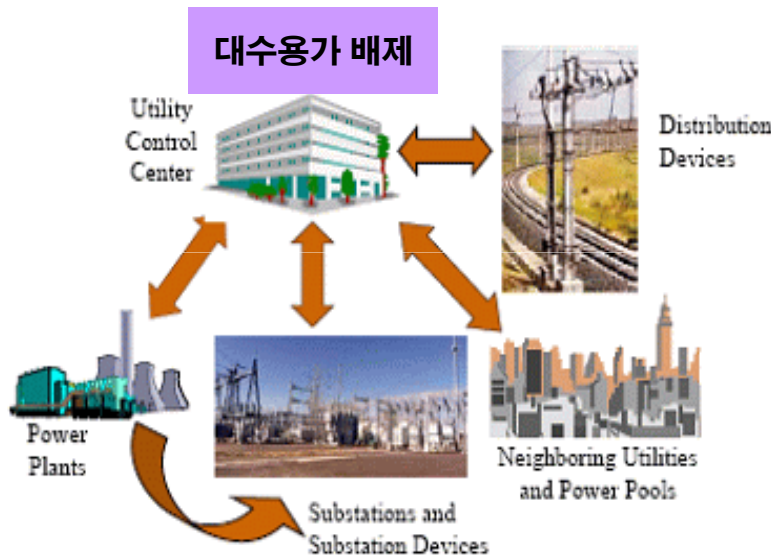 대수용가 배제
Utility
Control
Center
Distribution
Devices
Power
Plants
Neighboring Utilities
and Power Pools
Substations and
Substation Devices